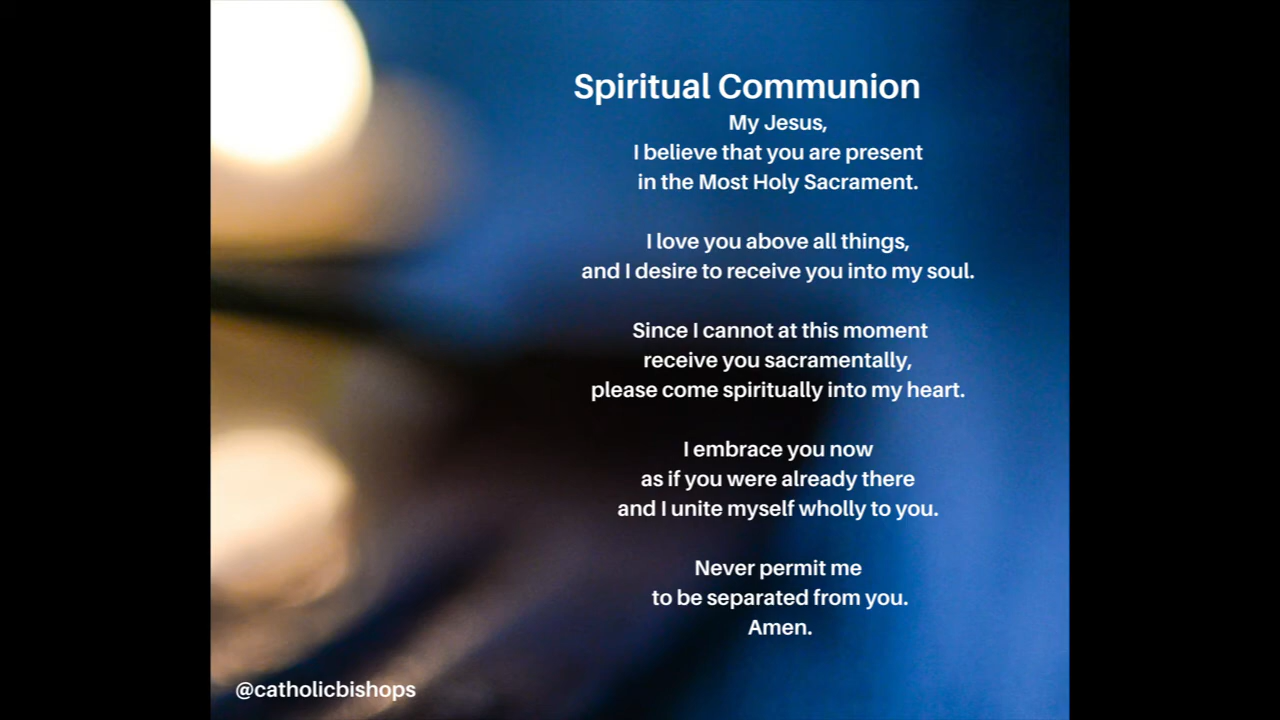 Spiritual Communion
My Jesus,
I believe that you are present
in the Most Holy Sacrament.
I love you above all things,
and I desire to receive you into my soul.
Since I cannot at this moment
receive you sacramentally,
please come spiritually into my heart.
I embrace you now
as if you were already there
and I unite myself wholly to you.
Never permit me
to be separated from you.
Amen.
@catholicbishops